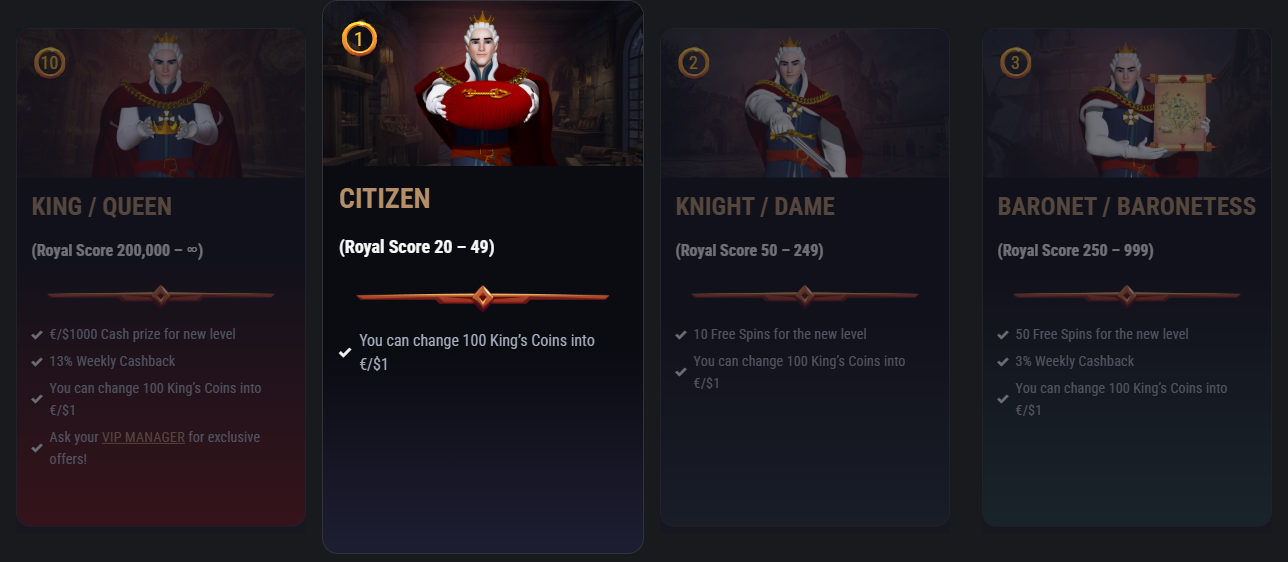 10
KING / QUEEN
(Royal Score 200,000 – ∞)
€/$1000 Cash prize for new level
13% Weekly Cashback
You can change 100 King's Coins into
€/$1
Ask your VIP MANAGER for exclusive
offers!
1
CITIZEN
(Royal Score 20 – 49)
You can change 100 King's Coins into
€/$1
2
KNIGHT / DAME
(Royal Score 50 – 249)
10 Free Spins for the new level
You can change 100 King's Coins into
€/$1
3
BARONET / BARONETESS
(Royal Score 250 – 999)
50 Free Spins for the new level
3% Weekly Cashback
You can change 100 King's Coins into
€/$1